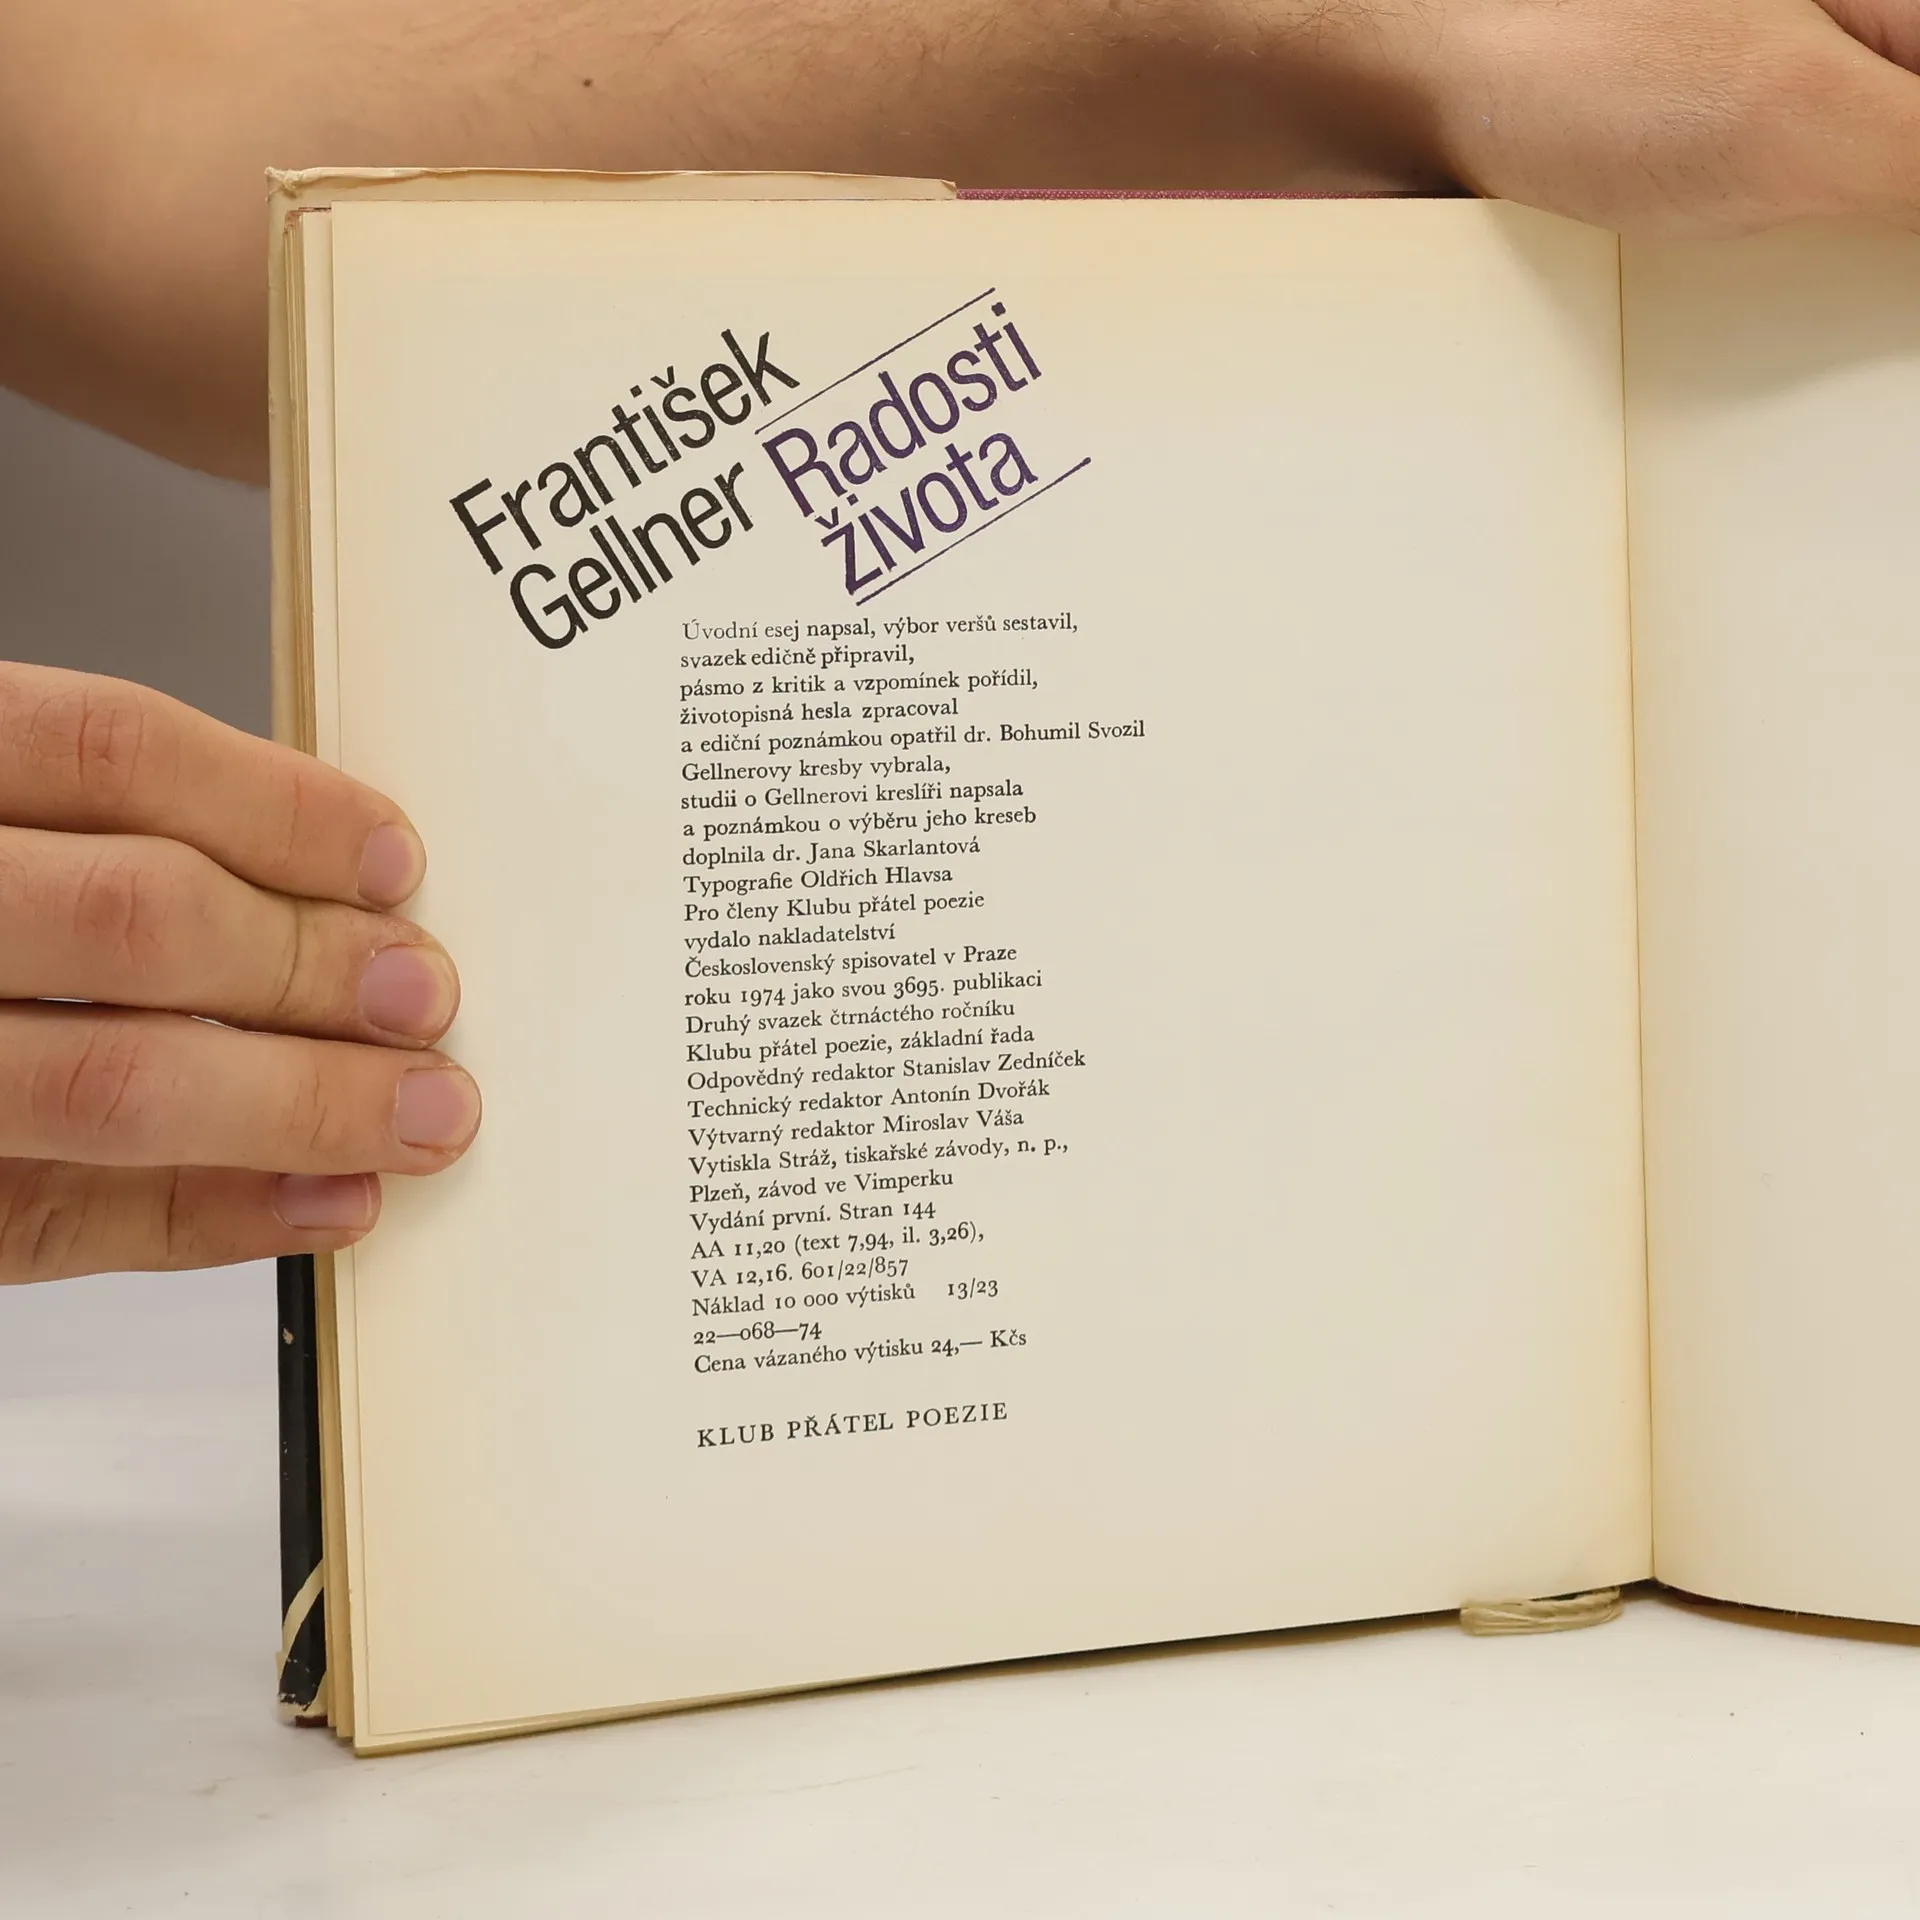 František
Gellner
Radosti
života
Úvodní esej napsal, výbor veršů sestavil,
svazek edičně připravil,
pásmo z kritik a vzpomínek pořídil,
životopisná hesla zpracoval
a ediční poznámkou opatřil dr. Bohumil Svozil
Gellnerovy kresby vybrala,
studii o Gellnerovi kreslíři napsala
a poznámkou o výběru jeho kreseb
doplnila dr. Jana Skarlantová
Typografie Oldřich Hlavsa
Pro členy Klubu přátel poezie
vydalo nakladatelství
Československý spisovatel v Praze
roku 1974 jako svou 3695. publikaci
Druhý svazek čtrnáctého ročníku
Klubu přátel poezie, základní řada
Odpovědný redaktor Stanislav Zedníček
Technický redaktor Antonín Dvořák
Výtvarný redaktor Miroslav Váša
Vytiskla Stráž, tiskařské závody, n. p.,
Plzeň, závod ve Vimperku
Vydání první. Stran 144
AA 11,20 (text 7,94, il. 3,26),
VA 12,16. 601/22/857
Náklad 10 000 výtisků 13/23
22—068—74
Cena vázaného výtisku 24,— Kčs
KLUB PŘÁTEL POEZIE